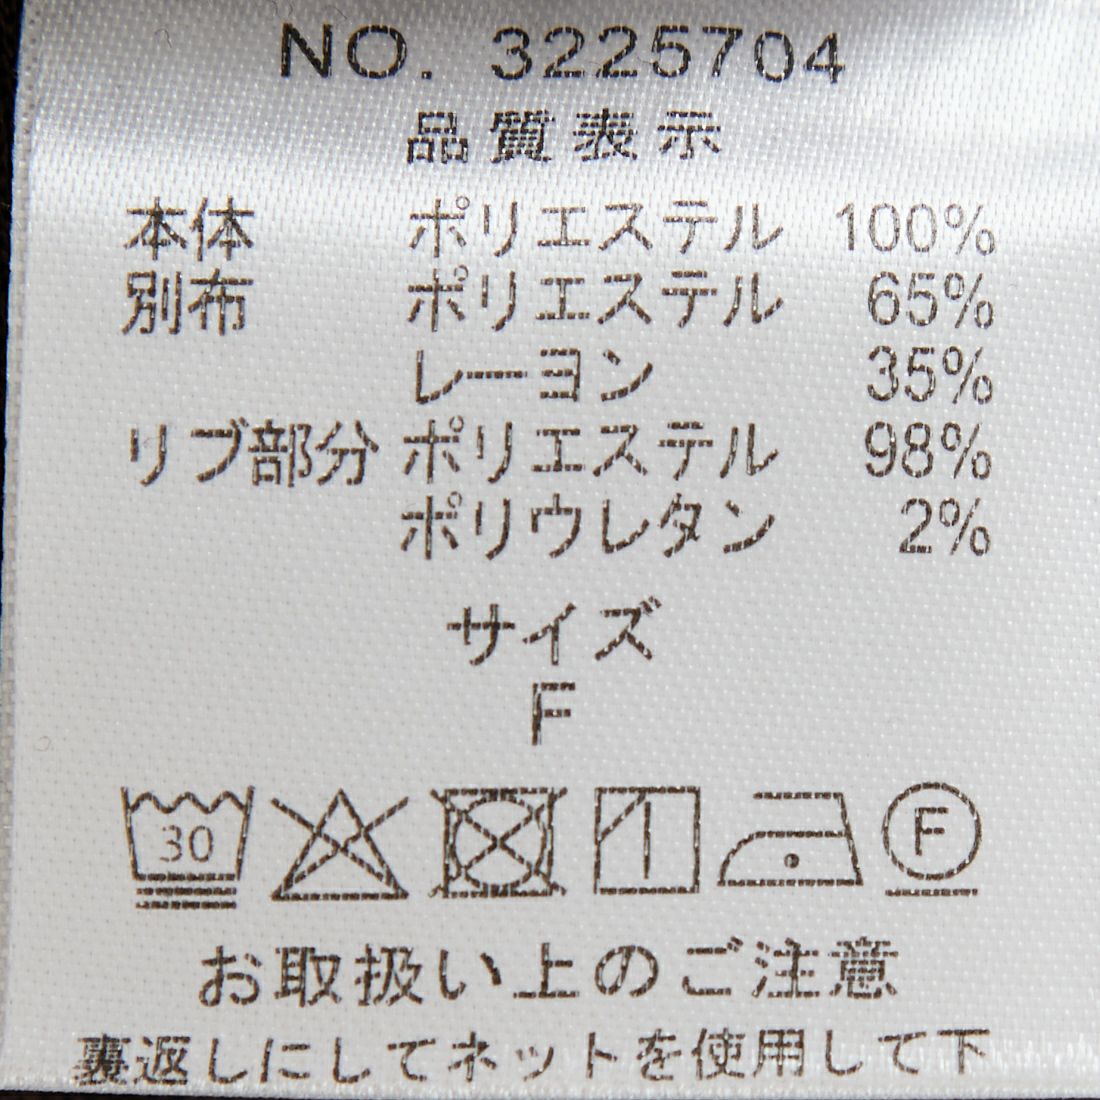 NO. 3225704
品質表示
本体 ポリエステル 100%
別布 ポリエステル 65%
レーヨン 35%
リブ部分 ポリエステル 98%
ポリウレタン 2%
サイズ
F
30 F
お取扱い上のご注意
裏返しにしてネットを使用して下